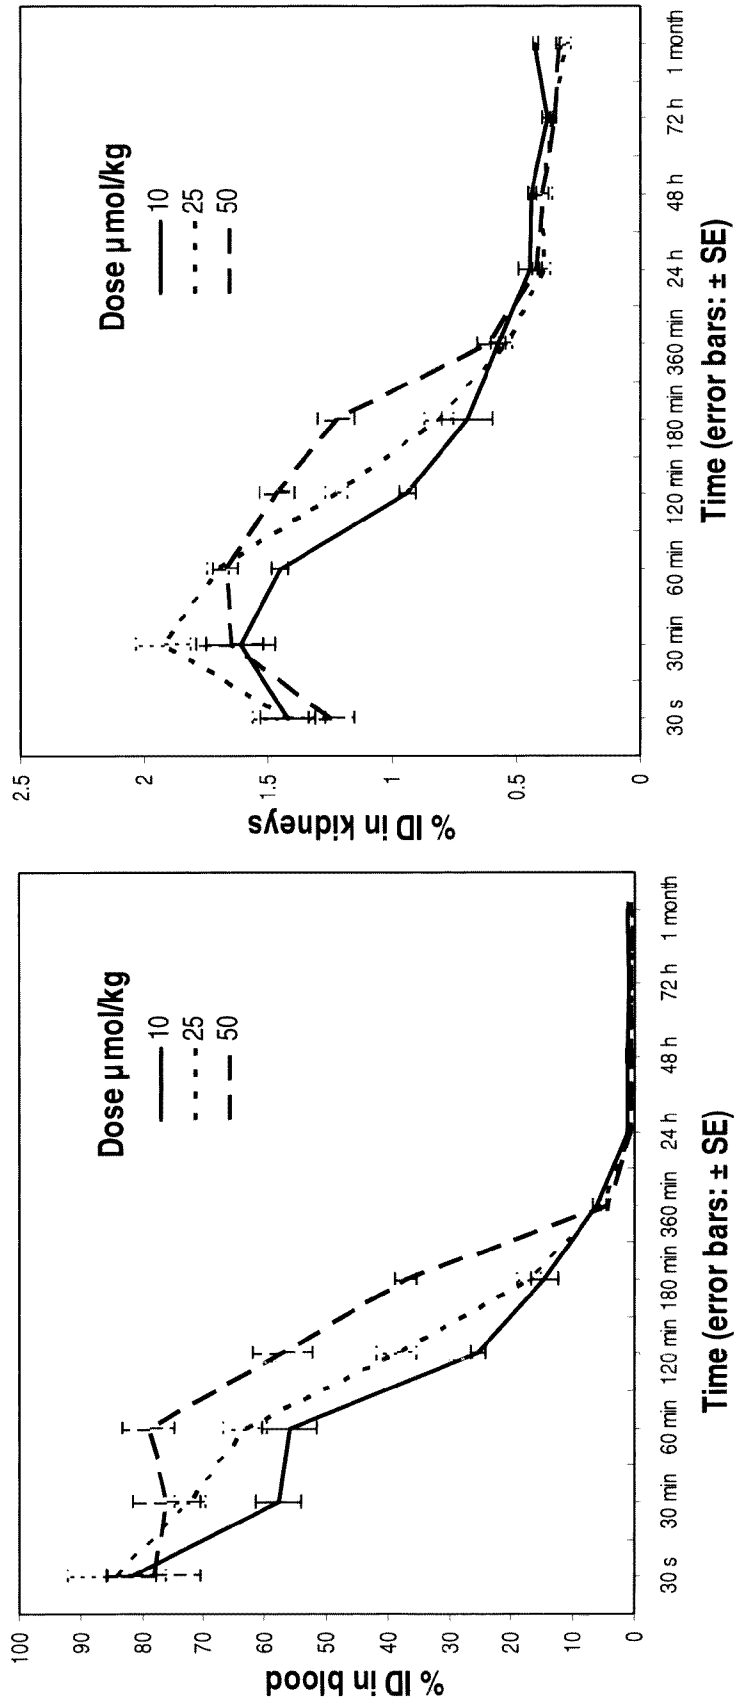 % ID in blood
100
90
80
70
60
50
40
30
20
10
0
Dose µmol/kg
10
25
50
30 s 30 min 60 min 120 min 180 min 360 min 24 h 48 h 72 h 1 month
Time (error bars: ± SE)
% ID in kidneys
2.5
2
1.5
1
0.5
0
Dose µmol/kg
10
25
50
30 s 30 min 60 min 120 min 180 min 360 min 24 h 48 h 72 h 1 month
Time (error bars: ± SE)